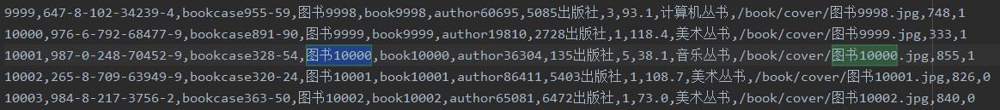 9999,647-8-102-34239-4,bookcase955-59,图书9998,book9998,author60695,5085出版社,3,93.1,计算机丛书,/book/cover/图书9998.jpg,748,1
10000,976-6-792-68477-9,bookcase891-90,图书9999,book9999,author19810,2728出版社,1,118.4,美术丛书,/book/cover/图书9999.jpg,333,1
10001,987-0-248-70452-9,bookcase328-54,图书10000,book10000,author36304,135出版社,5,38.1,音乐丛书,/book/cover/图书10000.jpg,855,1
10002,265-8-709-63949-9,bookcase320-24,图书10001,book10001,author86411,5403出版社,1,108.7,美术丛书,/book/cover/图书10001.jpg,826,0
10003,984-8-217-3756-2,bookcase363-50,图书10002,book10002,author65081,6472出版社,1,73.0,美术丛书,/book/cover/图书10002.jpg,840,0